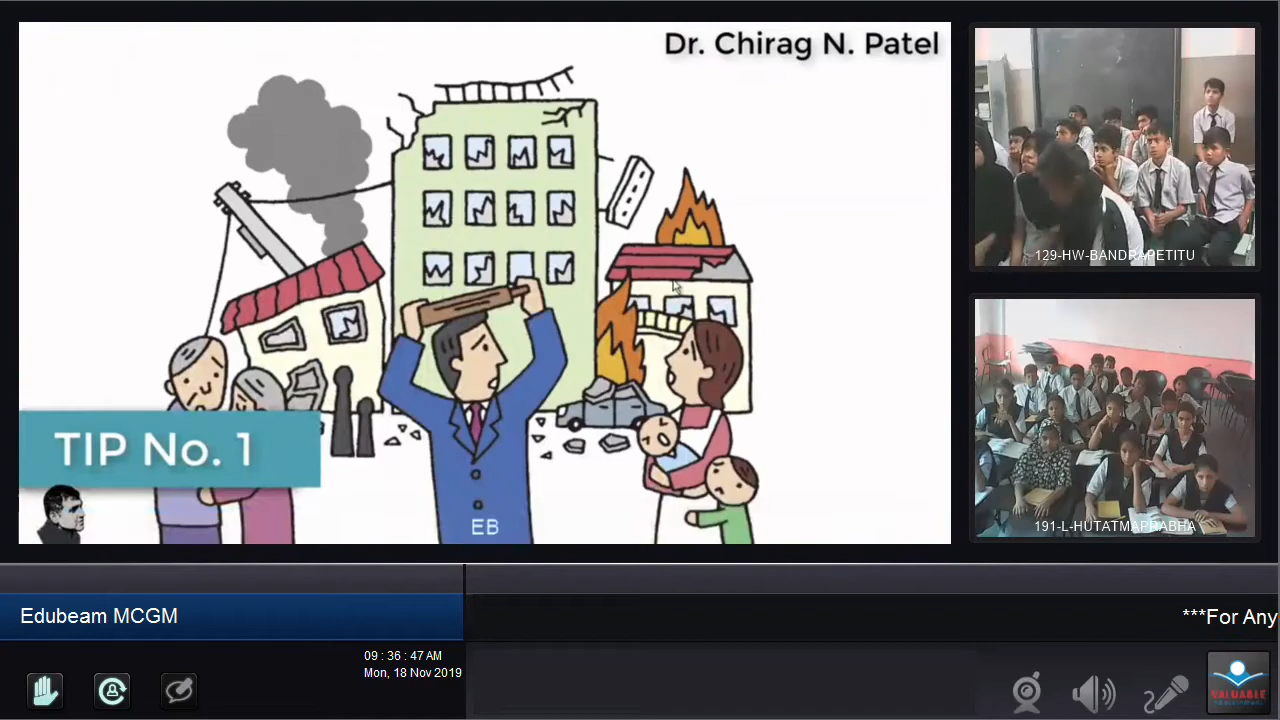 Dr. Chirag N. Patel
TIP No. 1
EB
129-HW-BANDRAPETITU
191-L-HUTATMAPRABHA
Edubeam MCGM
***For Any
09 : 36 : 47 AM
Mon, 18 Nov 2019
VALUABLE